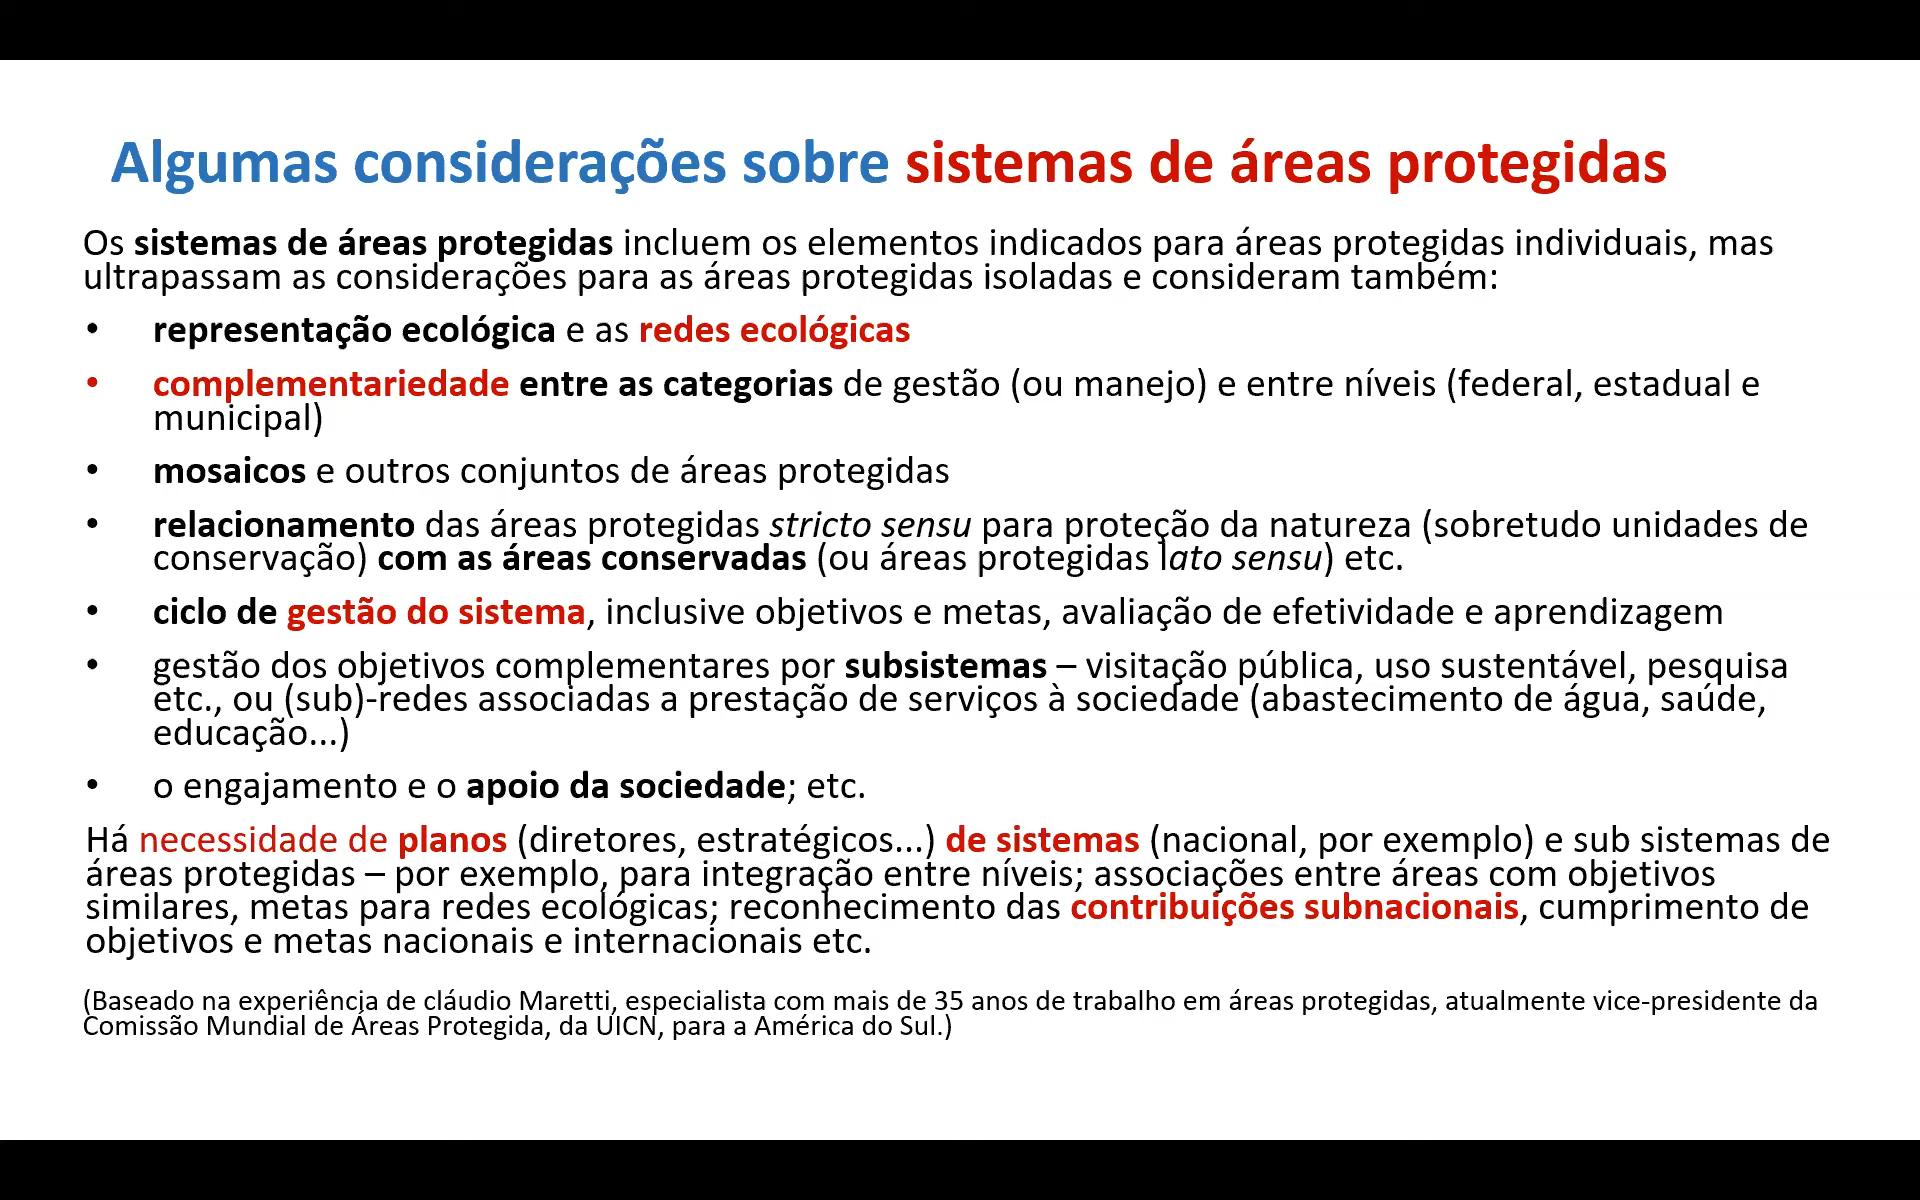 Algumas considerações sobre sistemas de áreas protegidas
Os sistemas de áreas protegidas incluem os elementos indicados para áreas protegidas individuais, mas
ultrapassam as considerações para as áreas protegidas isoladas e consideram também:
• representação ecológica e as redes ecológicas
• complementariedade entre as categorias de gestão (ou manejo) e entre níveis (federal, estadual e
municipal)
• mosaicos e outros conjuntos de áreas protegidas
• relacionamento das áreas protegidas stricto sensu para proteção da natureza (sobretudo unidades de
conservação) com as áreas conservadas (ou áreas protegidas lato sensu) etc.
• ciclo de gestão do sistema, inclusive objetivos e metas, avaliação de efetividade e aprendizagem
• gestão dos objetivos complementares por subsistemas – visitação pública, uso sustentável, pesquisa
etc., ou (sub)-redes associadas a prestação de serviços à sociedade (abastecimento de água, saúde,
educação...)
• o engajamento e o apoio da sociedade; etc.
Há necessidade de planos (diretores, estratégicos...) de sistemas (nacional, por exemplo) e sub sistemas de
áreas protegidas – por exemplo, para integração entre níveis; associações entre áreas com objetivos
similares, metas para redes ecológicas; reconhecimento das contribuições subnacionais, cumprimento de
objetivos e metas nacionais e internacionais etc.
(Baseado na experiência de cláudio Maretti, especialista com mais de 35 anos de trabalho em áreas protegidas, atualmente vice-presidente da
Comissão Mundial de Áreas Protegida, da UICN, para a América do Sul.)